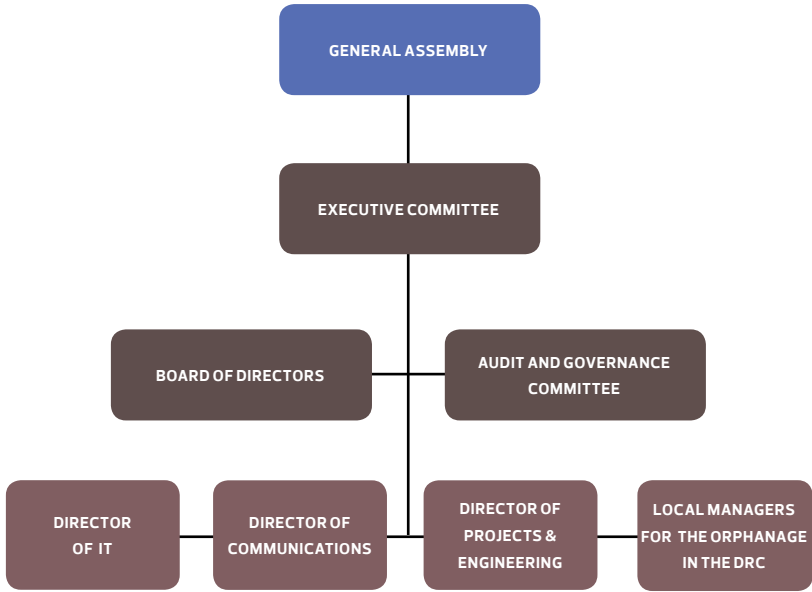 GENERAL ASSEMBLY
EXECUTIVE COMMITTEE
BOARD OF DIRECTORS
AUDIT AND GOVERNANCE
COMMITTEE
DIRECTOR
OF IT
DIRECTOR OF
COMMUNICATIONS
DIRECTOR OF
PROJECTS &
ENGINEERING
LOCAL MANAGERS
FOR THE ORPHANAGE
IN THE DRC